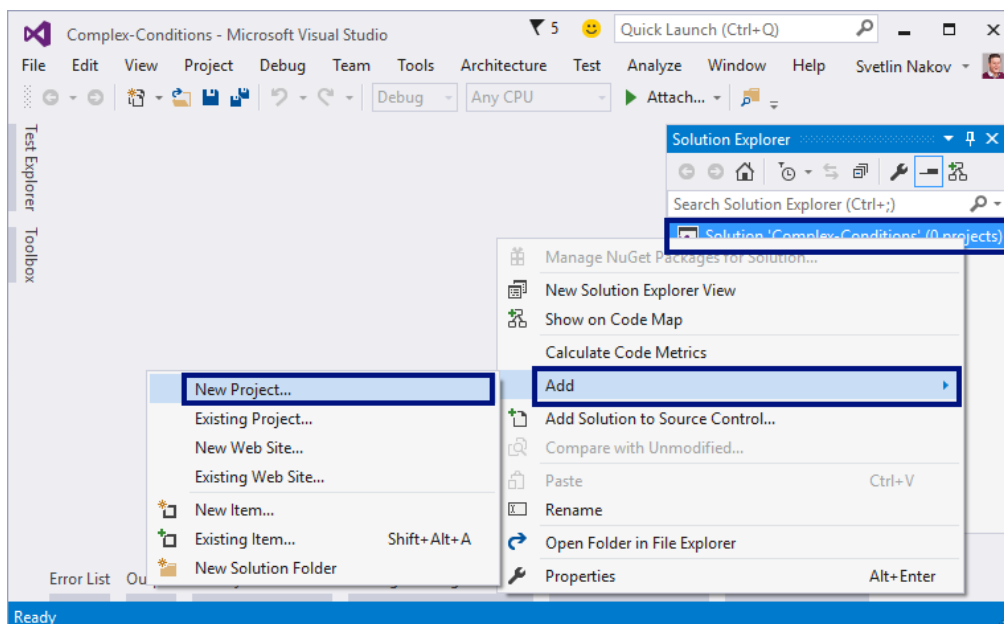 Complex-Conditions - Microsoft Visual Studio
5
Quick Launch (Ctrl+Q)
File Edit View Project Debug Team Tools Architecture Test Analyze Window Help Svetlin Nakov
Debug Any CPU Attach...
Test Explorer
Toolbox
Solution Explorer
Search Solution Explorer (Ctrl+;)
Solution 'Complex-Conditions' (0 projects)
Manage NuGet Packages for Solution...
New Solution Explorer View
Show on Code Map
Calculate Code Metrics
Add
Add Solution to Source Control...
Compare with Unmodified...
Paste Ctrl+V
Rename
Open Folder in File Explorer
Properties Alt+Enter
New Project...
Existing Project...
New Web Site...
Existing Web Site...
New Item...
Existing Item... Shift+Alt+A
New Solution Folder
Error List Ou
Ready